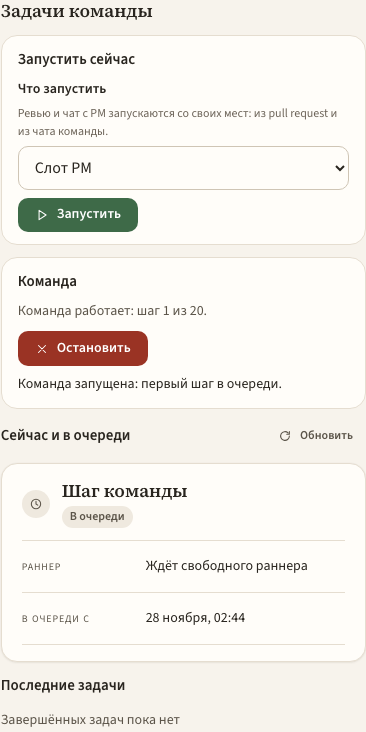 Задачи команды
Запустить сейчас
Что запустить
Ревью и чат с PM запускаются со своих мест: из pull request и
из чата команды.
Слот PM
Запустить
Команда
Команда работает: шаг 1 из 20.
Остановить
Команда запущена: первый шаг в очереди.
Сейчас и в очереди
Обновить
Шаг команды
В очереди
РАННЕР
Ждёт свободного раннера
В ОЧЕРЕДИ С
28 ноября, 02:44
Последние задачи
Завершённых задач пока нет